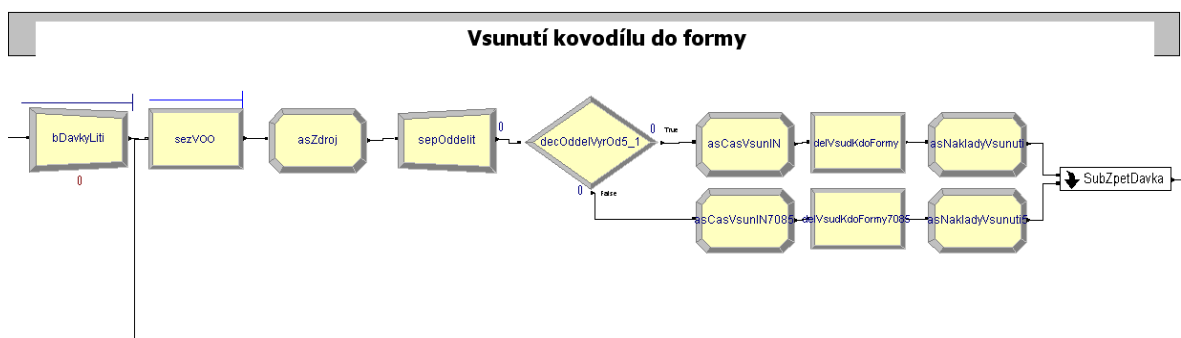 Vsunutí kovodílu do formy
bDavkyLiti
0
sezVOO
asZdroj
sepOddelit
0
decOddelVyrOd5_1
0
True
0
False
asCasVsunIN
delVsudKdoFormy
asNakladyVsunuti
asCasVsunIN7085
delVsudKdoFormy7085
asNakladyVsunuti5
SubZpetDavka